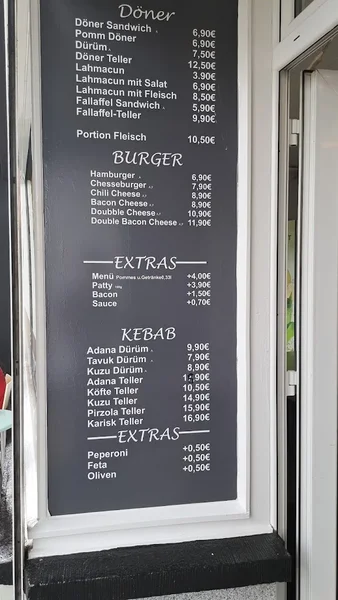 Döner
Döner Sandwich 6,90€
Pomm Döner 6,90€
Dürüm 7,50€
Döner Teller 12,50€
Lahmacun 3.90€
Lahmacun mit Salat 6,90€
Lahmacun mit Fleisch 8,50€
Fallaffel Sandwich 5,90€
Fallaffel-Teller 9,90€
Portion Fleisch 10,50€
BURGER
Hamburger 6,90€
Chesseburger 7,90€
Chili Cheese 8,90€
Bacon Cheese 8,90€
Doubble Cheese 10,90€
Double Bacon Cheese 11,90€
EXTRAS
Menü Pommes u.Getränke0,33l +4,00€
Patty +3,90€
Bacon +1,50€
Sauce +0,70€
KEBAB
Adana Dürüm 9,90€
Tavuk Dürüm 7,90€
Kuzu Dürüm 8,90€
Adana Teller
Köfte Teller 10,50€
Kuzu Teller 14,90€
Pirzola Teller 15,90€
Karisk Teller 16,90€
EXTRAS
Peperoni +0,50€
Feta +0,50€
Oliven +0,50€